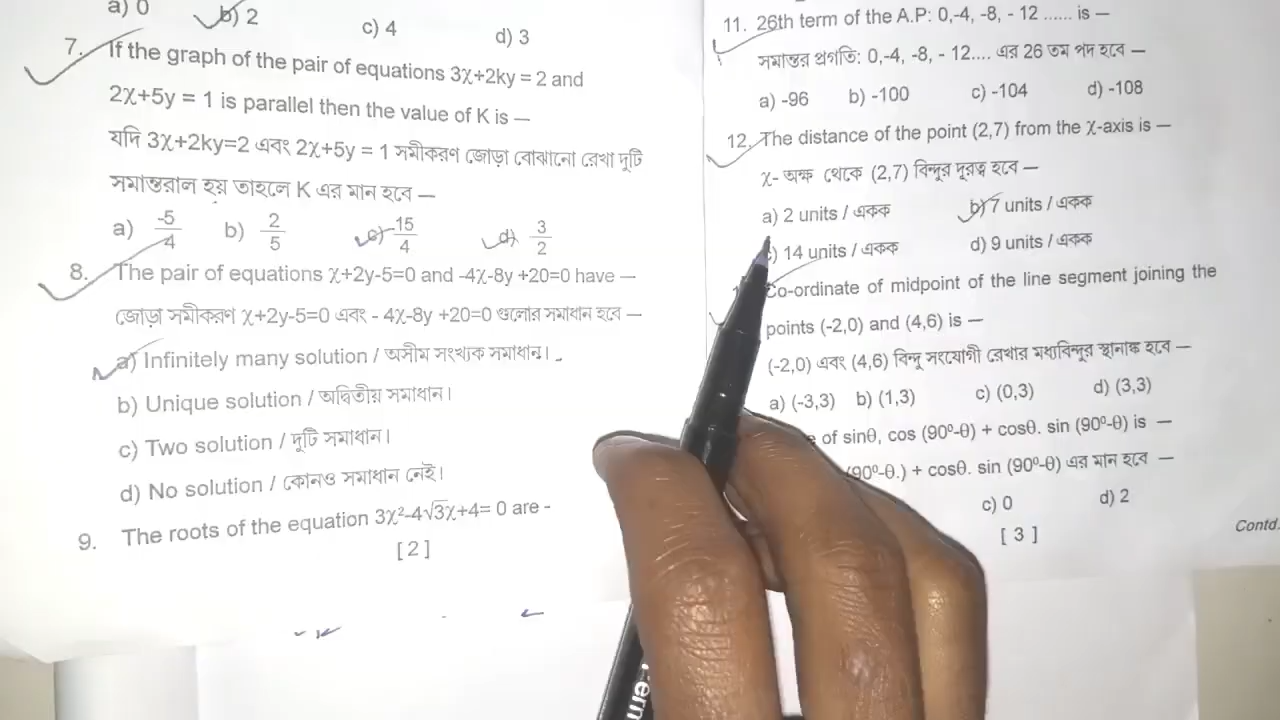 a) 0 b) 2 c) 4 d) 3
7. If the graph of the pair of equations 3χ+2ky = 2 and
2χ+5y = 1 is parallel then the value of K is —
যদি 3χ+2ky=2 এবং 2χ+5y = 1 সমীকরণ জোড়া বোঝানো রেখা দুটি
সমান্তরাল হয় তাহলে K এর মান হবে —
a) -5/4 b) 2/5 c) -15/4 d) 3/2
8. The pair of equations χ+2y-5=0 and -4χ-8y +20=0 have —
জোড়া সমীকরণ χ+2y-5=0 এবং - 4χ-8y +20=0 গুলোর সমাধান হবে —
a) Infinitely many solution / অসীম সংখ্যক সমাধান।
b) Unique solution / অদ্বিতীয় সমাধান।
c) Two solution / দুটি সমাধান।
d) No solution / কোনও সমাধান নেই।
9. The roots of the equation 3χ²-4√3χ+4= 0 are -
[ 2 ]
11. 26th term of the A.P: 0,-4, -8, - 12 ...... is —
সমান্তর প্রগতি: 0,-4, -8, - 12.... এর 26 তম পদ হবে —
a) -96 b) -100 c) -104 d) -108
12. The distance of the point (2,7) from the χ-axis is —
χ- অক্ষ থেকে (2,7) বিন্দুর দূরত্ব হবে —
a) 2 units / একক b) 7 units / একক
) 14 units / একক d) 9 units / একক
Co-ordinate of midpoint of the line segment joining the
points (-2,0) and (4,6) is —
(-2,0) এবং (4,6) বিন্দু সংযোগী রেখার মধ্যবিন্দুর স্থানাঙ্ক হবে —
a) (-3,3) b) (1,3) c) (0,3) d) (3,3)
of sinθ, cos (90⁰-θ) + cosθ. sin (90⁰-θ) is —
(90⁰-θ.) + cosθ. sin (90⁰-θ) এর মান হবে —
c) 0 d) 2
[ 3 ]
Contd.